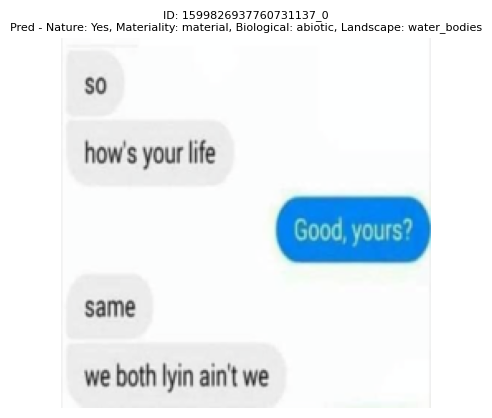 ID: 1599826937760731137_0
Pred - Nature: Yes, Materiality: material, Biological: abiotic, Landscape: water_bodies
so
how's your life
Good, yours?
same
we both lyin ain't we